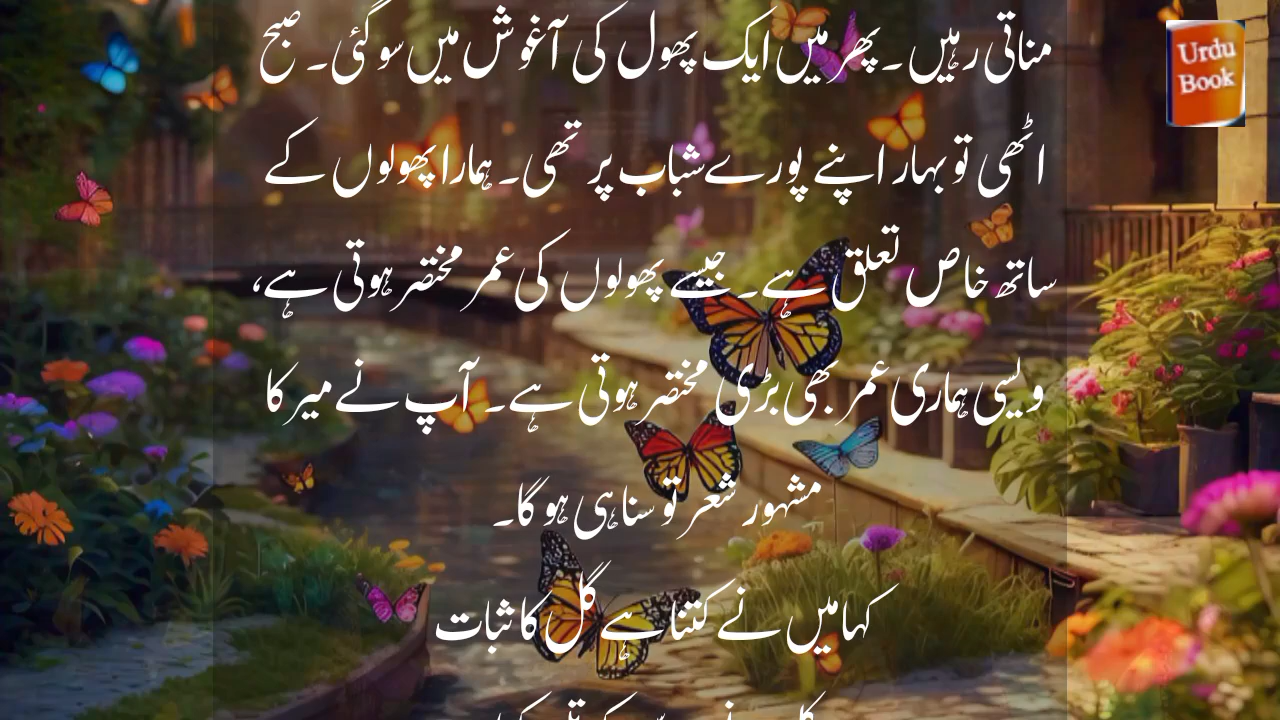 مناتی رہیں۔ پھر میں ایک پھول کی آغوش میں سو گئی۔ صبح
اٹھی تو بہار اپنے پورے شباب پر تھی۔ ہمارا پھولوں کے
ساتھ خاص تعلق ہے۔ جیسے پھولوں کی عمر مختصر ہوتی ہے،
ویسی ہماری عمر بھی بڑی مختصر ہوتی ہے۔ آپ نے میر کا
مشہور شعر تو سنا ہی ہو گا۔
کہا میں نے کتنا ہے گل کا ثبات
Urdu
Book